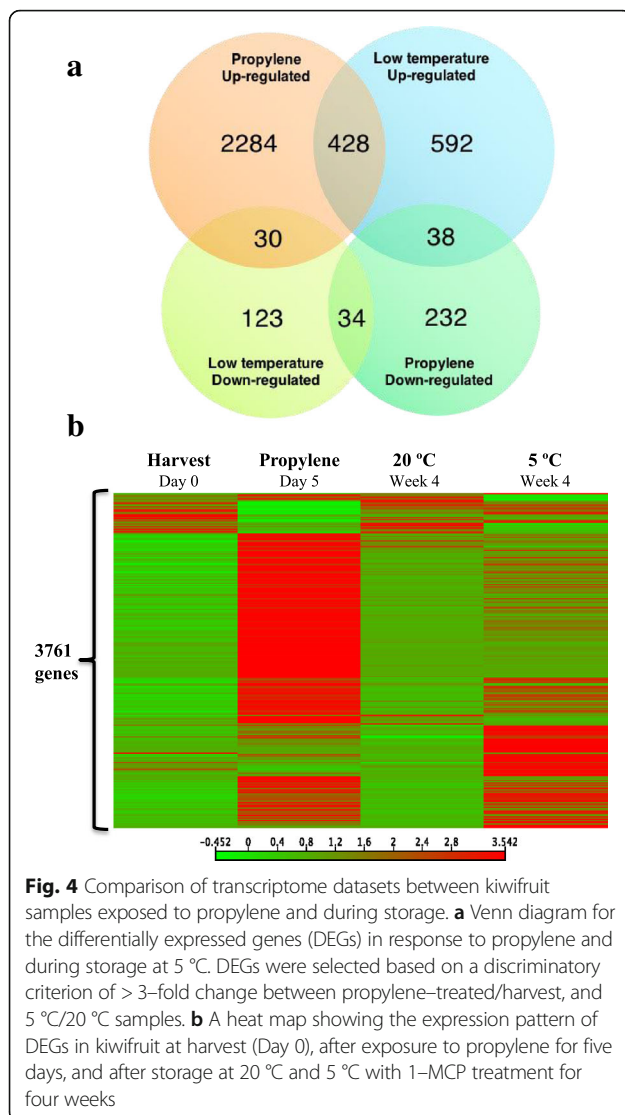 a
Propylene
Up-regulated
Low temperature
Up-regulated
2284
428
592
30
38
123
34
232
Low temperature
Down-regulated
Propylene
Down-regulated
b
Harvest
Day 0
Propylene
Day 5
20 ºC
Week 4
5 ºC
Week 4
3761
genes
-0.452 0 0.4 0.8 1.2 1.6 2 2.4 2.8 3.542
Fig. 4 Comparison of transcriptome datasets between kiwifruit
samples exposed to propylene and during storage. a Venn diagram for
the differentially expressed genes (DEGs) in response to propylene and
during storage at 5 °C. DEGs were selected based on a discriminatory
criterion of > 3–fold change between propylene–treated/harvest, and
5 °C/20 °C samples. b A heat map showing the expression pattern of
DEGs in kiwifruit at harvest (Day 0), after exposure to propylene for five
days, and after storage at 20 °C and 5 °C with 1–MCP treatment for
four weeks